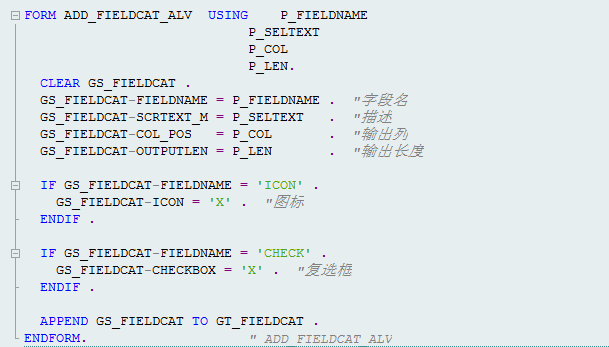 FORM ADD_FIELDCAT_ALV  USING    P_FIELDNAME
                                P_SELTEXT
                                P_COL
                                P_LEN.
  CLEAR GS_FIELDCAT .
  GS_FIELDCAT-FIELDNAME = P_FIELDNAME .  "字段名
  GS_FIELDCAT-SCRTEXT_M = P_SELTEXT   .  "描述
  GS_FIELDCAT-COL_POS   = P_COL       .  "输出列
  GS_FIELDCAT-OUTPUTLEN = P_LEN       .  "输出长度
  IF GS_FIELDCAT-FIELDNAME = 'ICON' .
    GS_FIELDCAT-ICON = 'X' .  "图标
  ENDIF .
  IF GS_FIELDCAT-FIELDNAME = 'CHECK' .
    GS_FIELDCAT-CHECKBOX = 'X' .  "复选框
  ENDIF .
  APPEND GS_FIELDCAT TO GT_FIELDCAT .
ENDFORM.                    " ADD_FIELDCAT_ALV